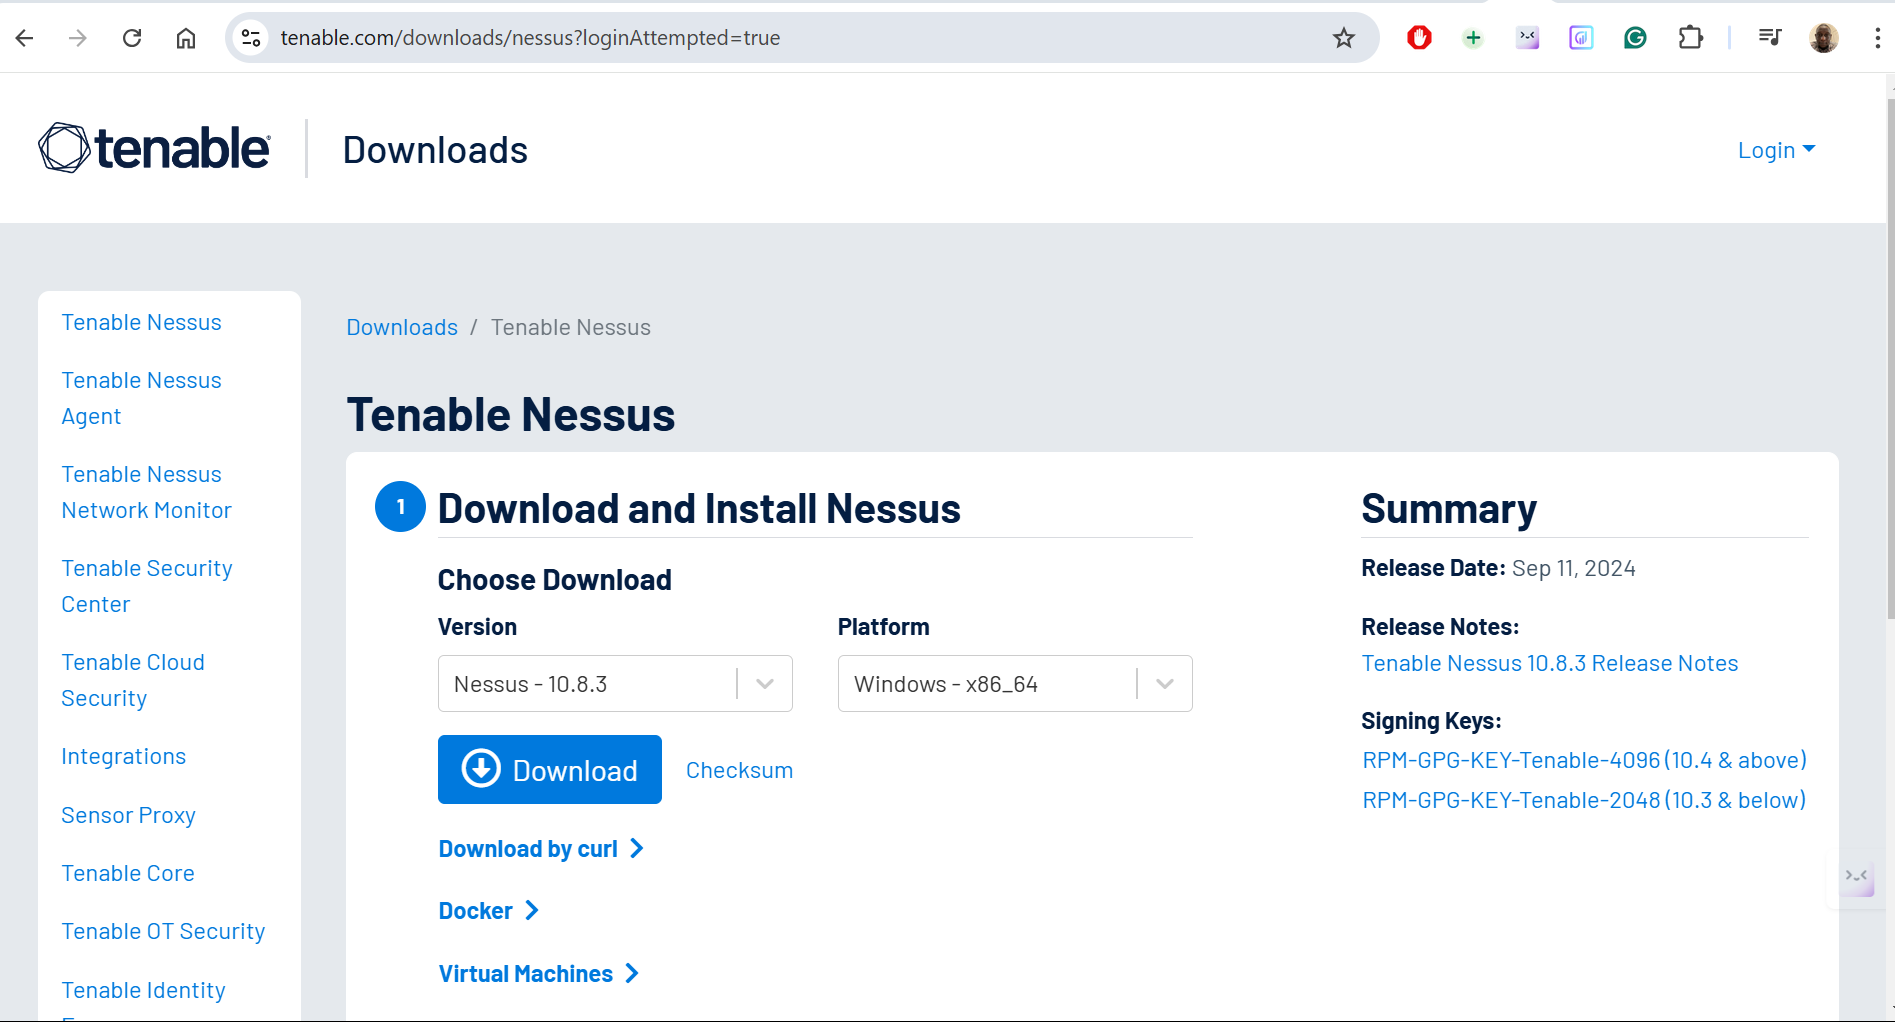 tenable.com/downloads/nessus?loginAttempted=true
tenable
Downloads
Login
Tenable Nessus
Tenable Nessus
Agent
Tenable Nessus
Network Monitor
Tenable Security
Center
Tenable Cloud
Security
Integrations
Sensor Proxy
Tenable Core
Tenable OT Security
Tenable Identity
Downloads / Tenable Nessus
Tenable Nessus
1 Download and Install Nessus
Choose Download
Version
Platform
Nessus - 10.8.3
Windows - x86_64
Download
Checksum
Download by curl
Docker
Virtual Machines
Summary
Release Date: Sep 11, 2024
Release Notes:
Tenable Nessus 10.8.3 Release Notes
Signing Keys:
RPM-GPG-KEY-Tenable-4096 (10.4 & above)
RPM-GPG-KEY-Tenable-2048 (10.3 & below)